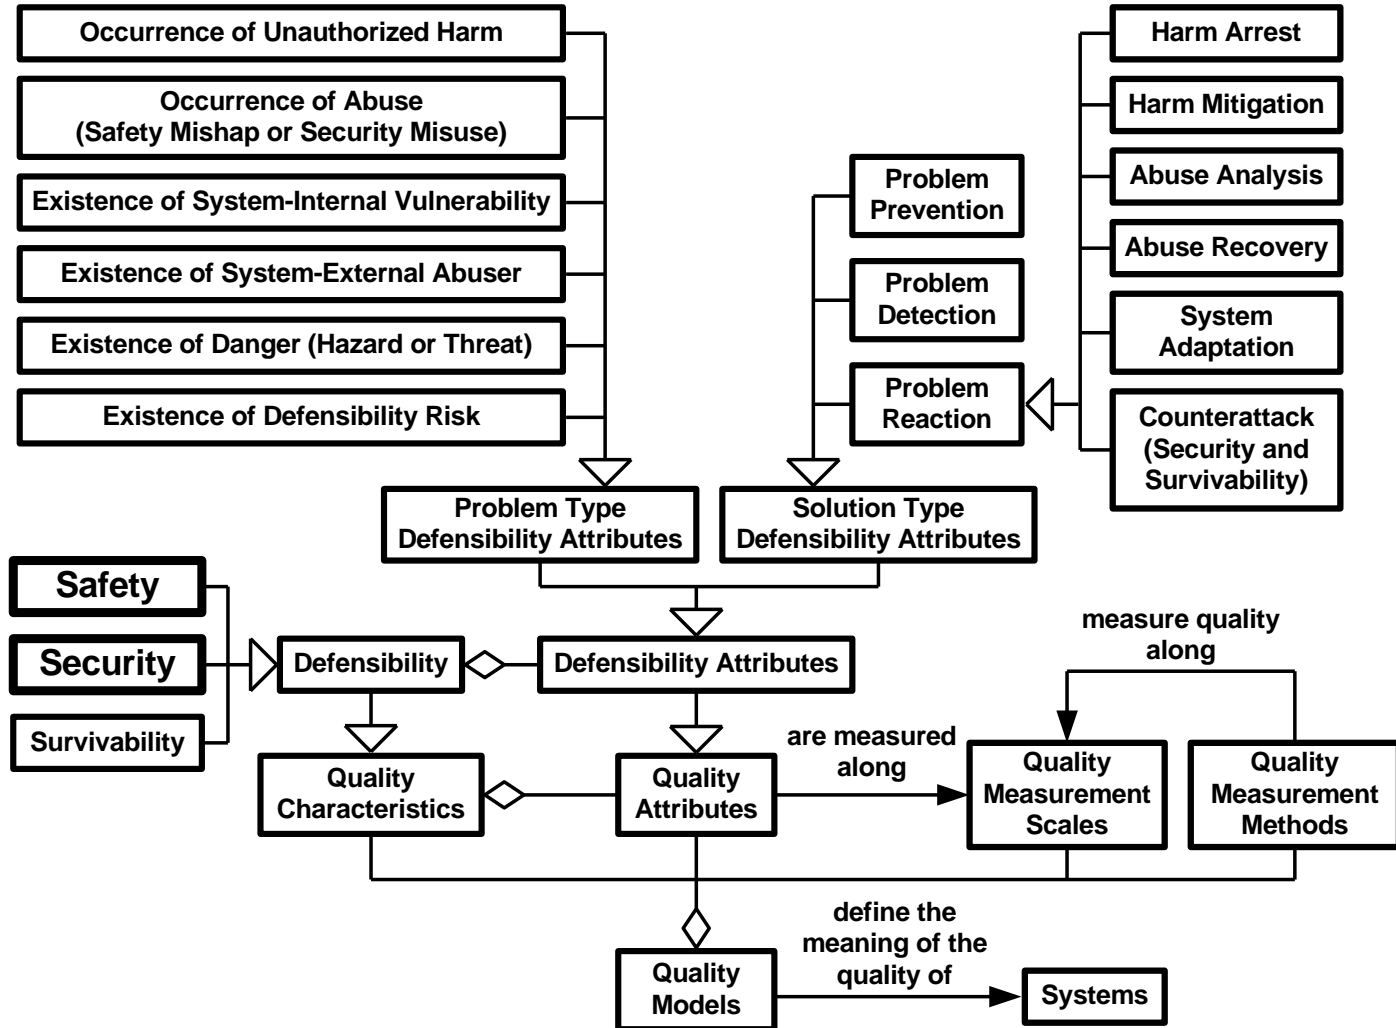 Occurrence of Unauthorized Harm
Occurrence of Abuse
(Safety Mishap or Security Misuse)
Existence of System-Internal Vulnerability
Existence of System-External Abuser
Existence of Danger (Hazard or Threat)
Existence of Defensibility Risk
Problem
Prevention
Problem
Detection
Problem
Reaction
Harm Arrest
Harm Mitigation
Abuse Analysis
Abuse Recovery
System
Adaptation
Counterattack
(Security and
Survivability)
Problem Type
Defensibility Attributes
Solution Type
Defensibility Attributes
Safety
Security
Survivability
Defensibility
Defensibility Attributes
measure quality
along
Quality
Characteristics
Quality
Attributes
are measured
along
Quality
Measurement
Scales
Quality
Measurement
Methods
Quality
Models
define the
meaning of the
quality of
Systems